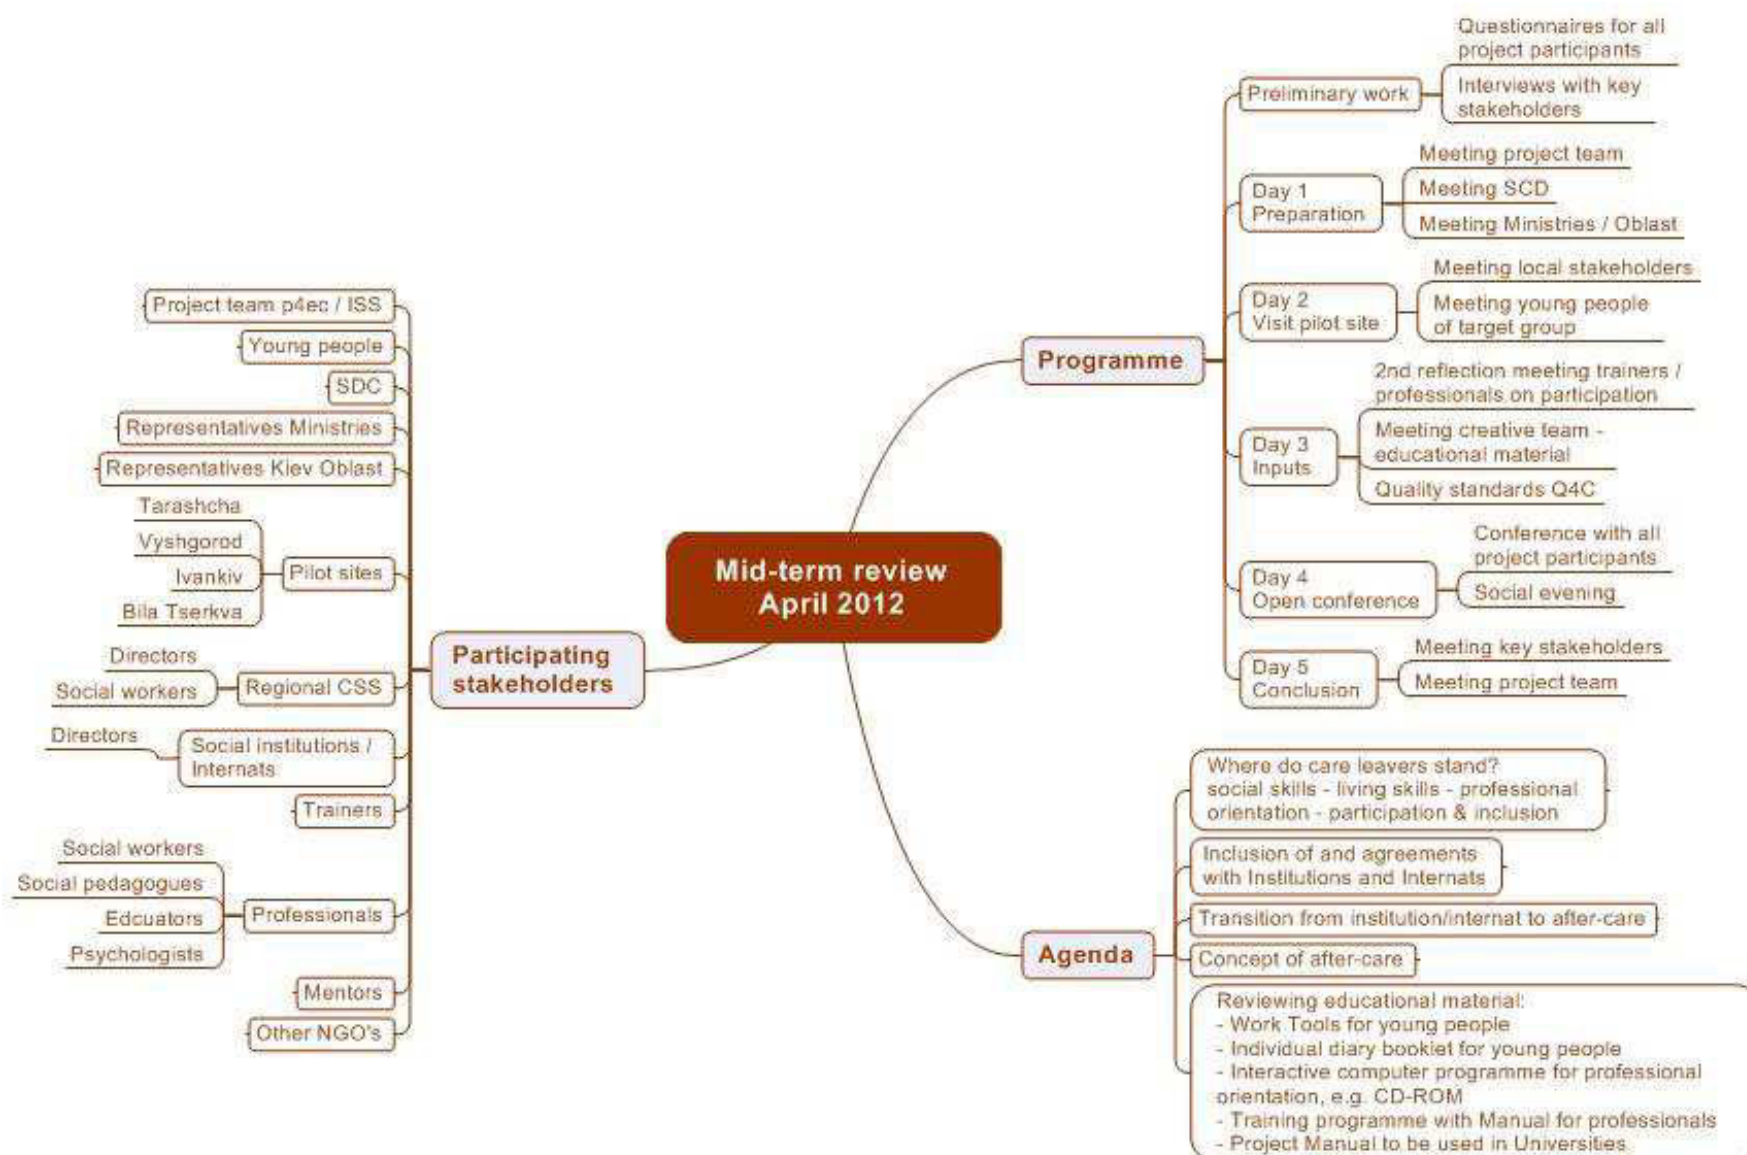 Mid-term review
April 2012
Programme
Preliminary work
Questionnaires for all
project participants
Interviews with key
stakeholders
Day 1
Preparation
Meeting project team
Meeting SCD
Meeting Ministries / Oblast
Day 2
Visit pilot site
Meeting local stakeholders
Meeting young people
of target group
Day 3
Inputs
2nd reflection meeting trainers /
professionals on participation
Meeting creative team -
educational material
Quality standards Q4C
Day 4
Open conference
Conference with all
project participants
Social evening
Day 5
Conclusion
Meeting key stakeholders
Meeting project team
Agenda
Where do care leavers stand?
social skills - living skills - professional
orientation - participation & inclusion
Inclusion of and agreements
with Institutions and Internats
Transition from institution/internat to after-care
Concept of after-care
Reviewing educational material:
- Work Tools for young people
- Individual diary booklet for young people
- Interactive computer programme for professional
orientation, e.g. CD-ROM
- Training programme with Manual for professionals
- Project Manual to be used in Universities
Participating
stakeholders
Project team p4ec / ISS
Young people
SDC
Representatives Ministries
Representatives Kiev Oblast
Pilot sites
Tarashcha
Vyshgorod
Ivankiv
Bila Tserkva
Regional CSS
Directors
Social workers
Social institutions /
Internats
Directors
Trainers
Professionals
Social workers
Social pedagogues
Edcuators
Psychologists
Mentors
Other NGO's